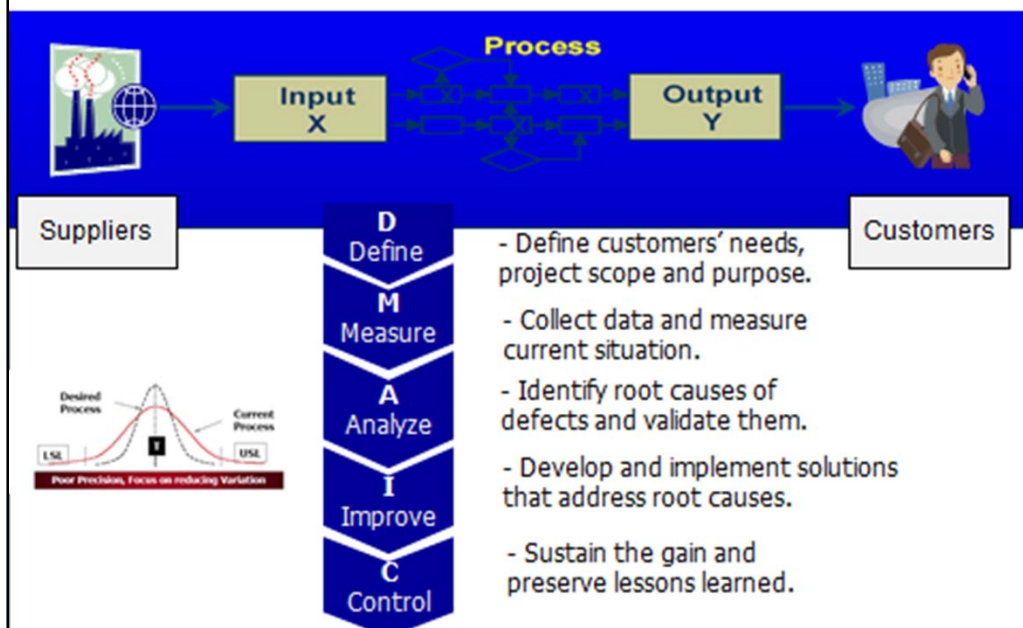 Process
Input
X
Output
Y
Suppliers
Customers
D
Define
- Define customers’ needs,
project scope and purpose.
M
Measure
- Collect data and measure
current situation.
A
Analyze
- Identify root causes of
defects and validate them.
I
Improve
- Develop and implement solutions
that address root causes.
C
Control
- Sustain the gain and
preserve lessons learned.
Desired
Process
Current
Process
LSL
T
USL
Poor Precision, Focus on reducing Variation
X
X
X